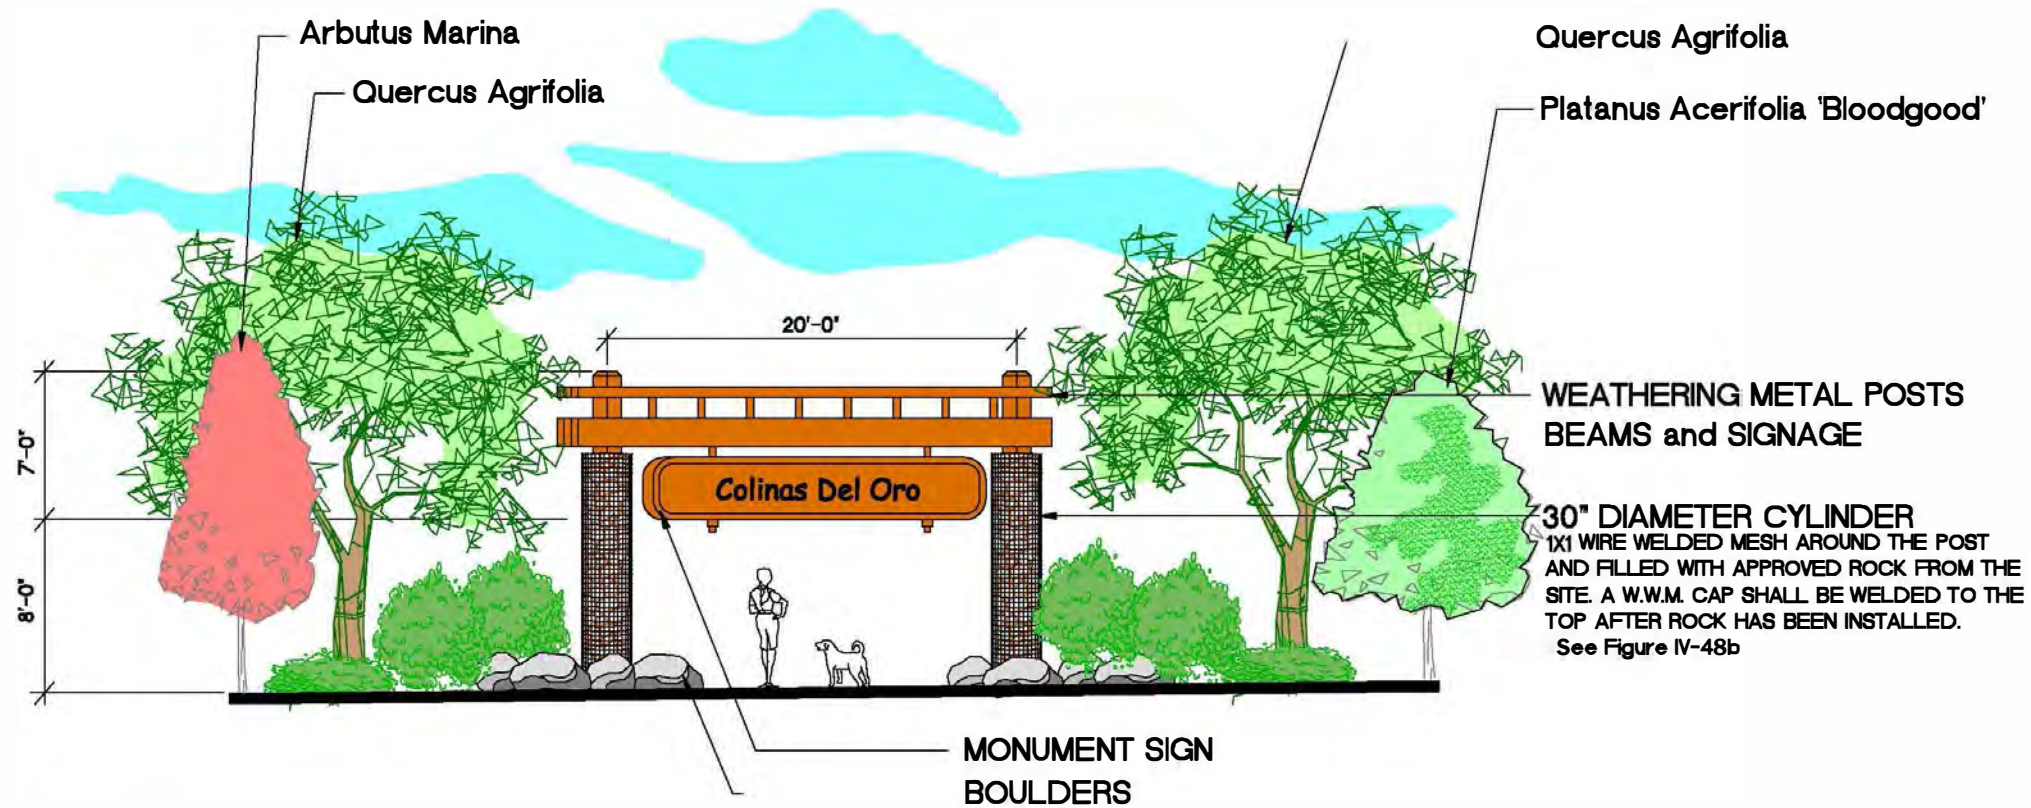 Arbutus Marina
Quercus Agrifolia
Quercus Agrifolia
Platanus Acerifolia 'Bloodgood'
20'-0"
7'-0"
8'-0"
Colinas Del Oro
WEATHERING METAL POSTS
BEAMS and SIGNAGE
30" DIAMETER CYLINDER
1X1 WIRE WELDED MESH AROUND THE POST
AND FILLED WITH APPROVED ROCK FROM THE
SITE. A W.W.M. CAP SHALL BE WELDED TO THE
TOP AFTER ROCK HAS BEEN INSTALLED.
See Figure IV-48b
MONUMENT SIGN
BOULDERS